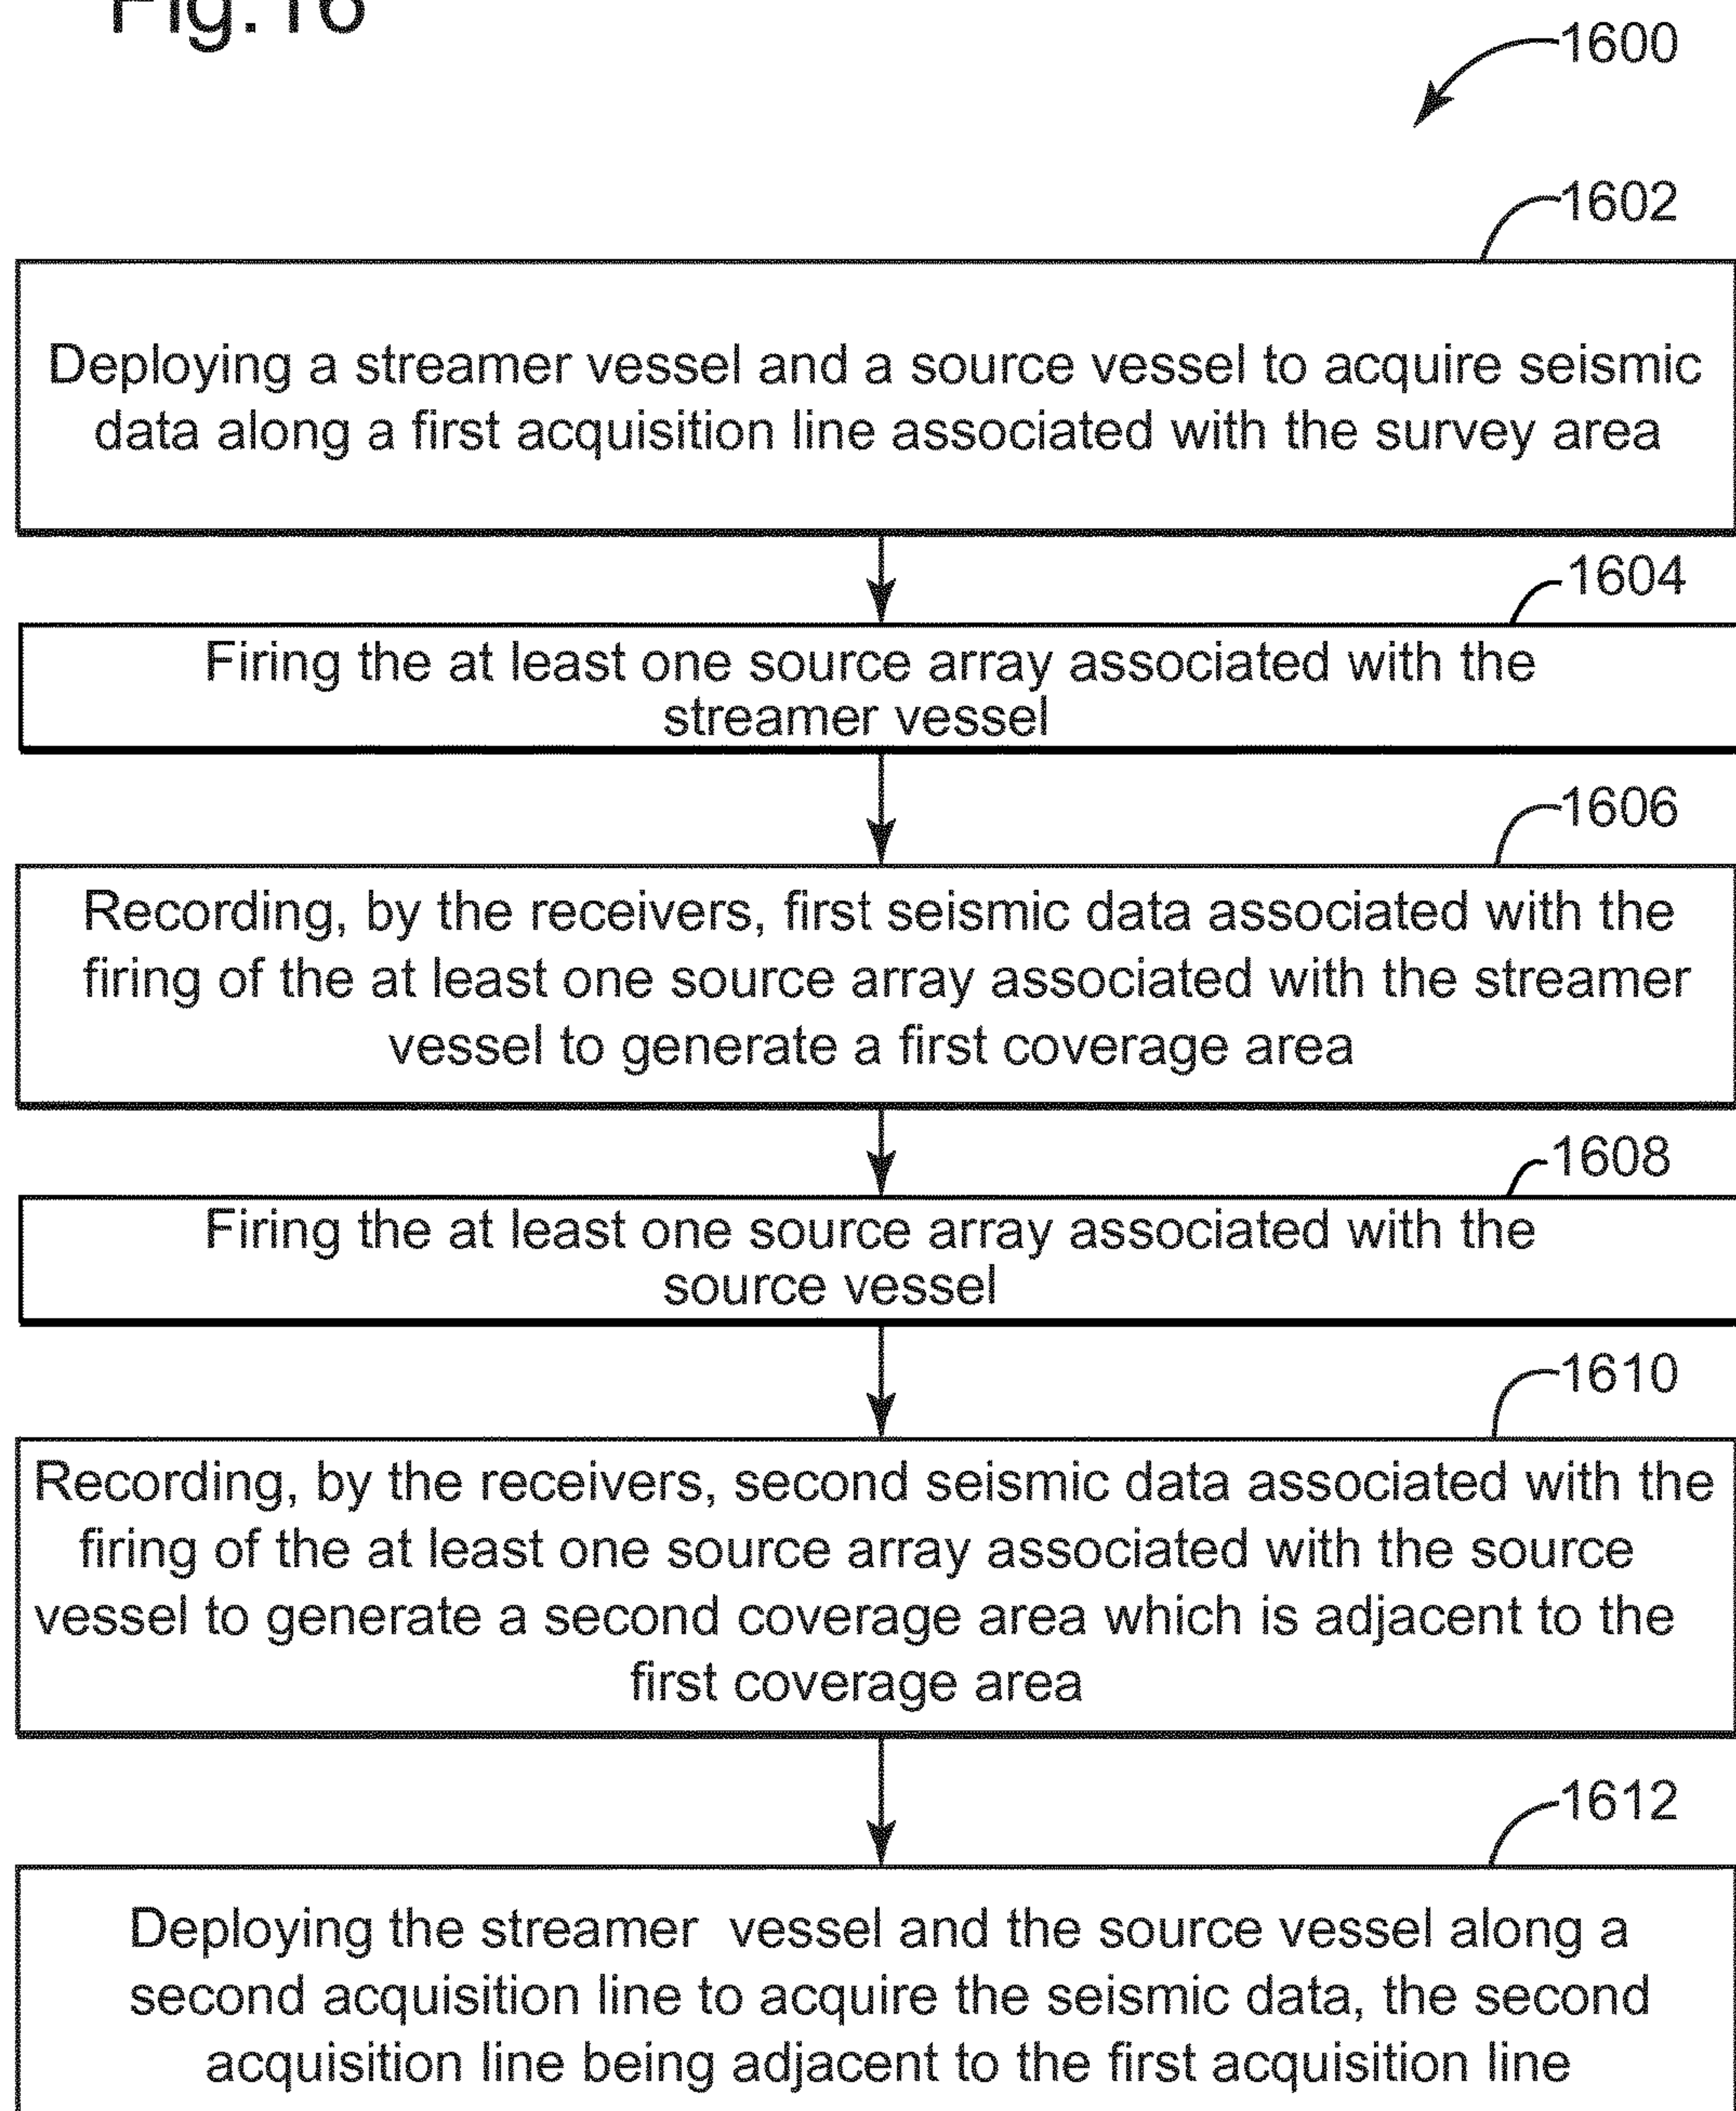 Fig.16
1600
1602
Deploying a streamer vessel and a source vessel to acquire seismic
data along a first acquisition line associated with the survey area
1604
Firing the at least one source array associated with the
streamer vessel
1606
Recording, by the receivers, first seismic data associated with the
firing of the at least one source array associated with the streamer
vessel to generate a first coverage area
1608
Firing the at least one source array associated with the
source vessel
1610
Recording, by the receivers, second seismic data associated with the
firing of the at least one source array associated with the source
vessel to generate a second coverage area which is adjacent to the
first coverage area
1612
Deploying the streamer vessel and the source vessel along a
second acquisition line to acquire the seismic data, the second
acquisition line being adjacent to the first acquisition line